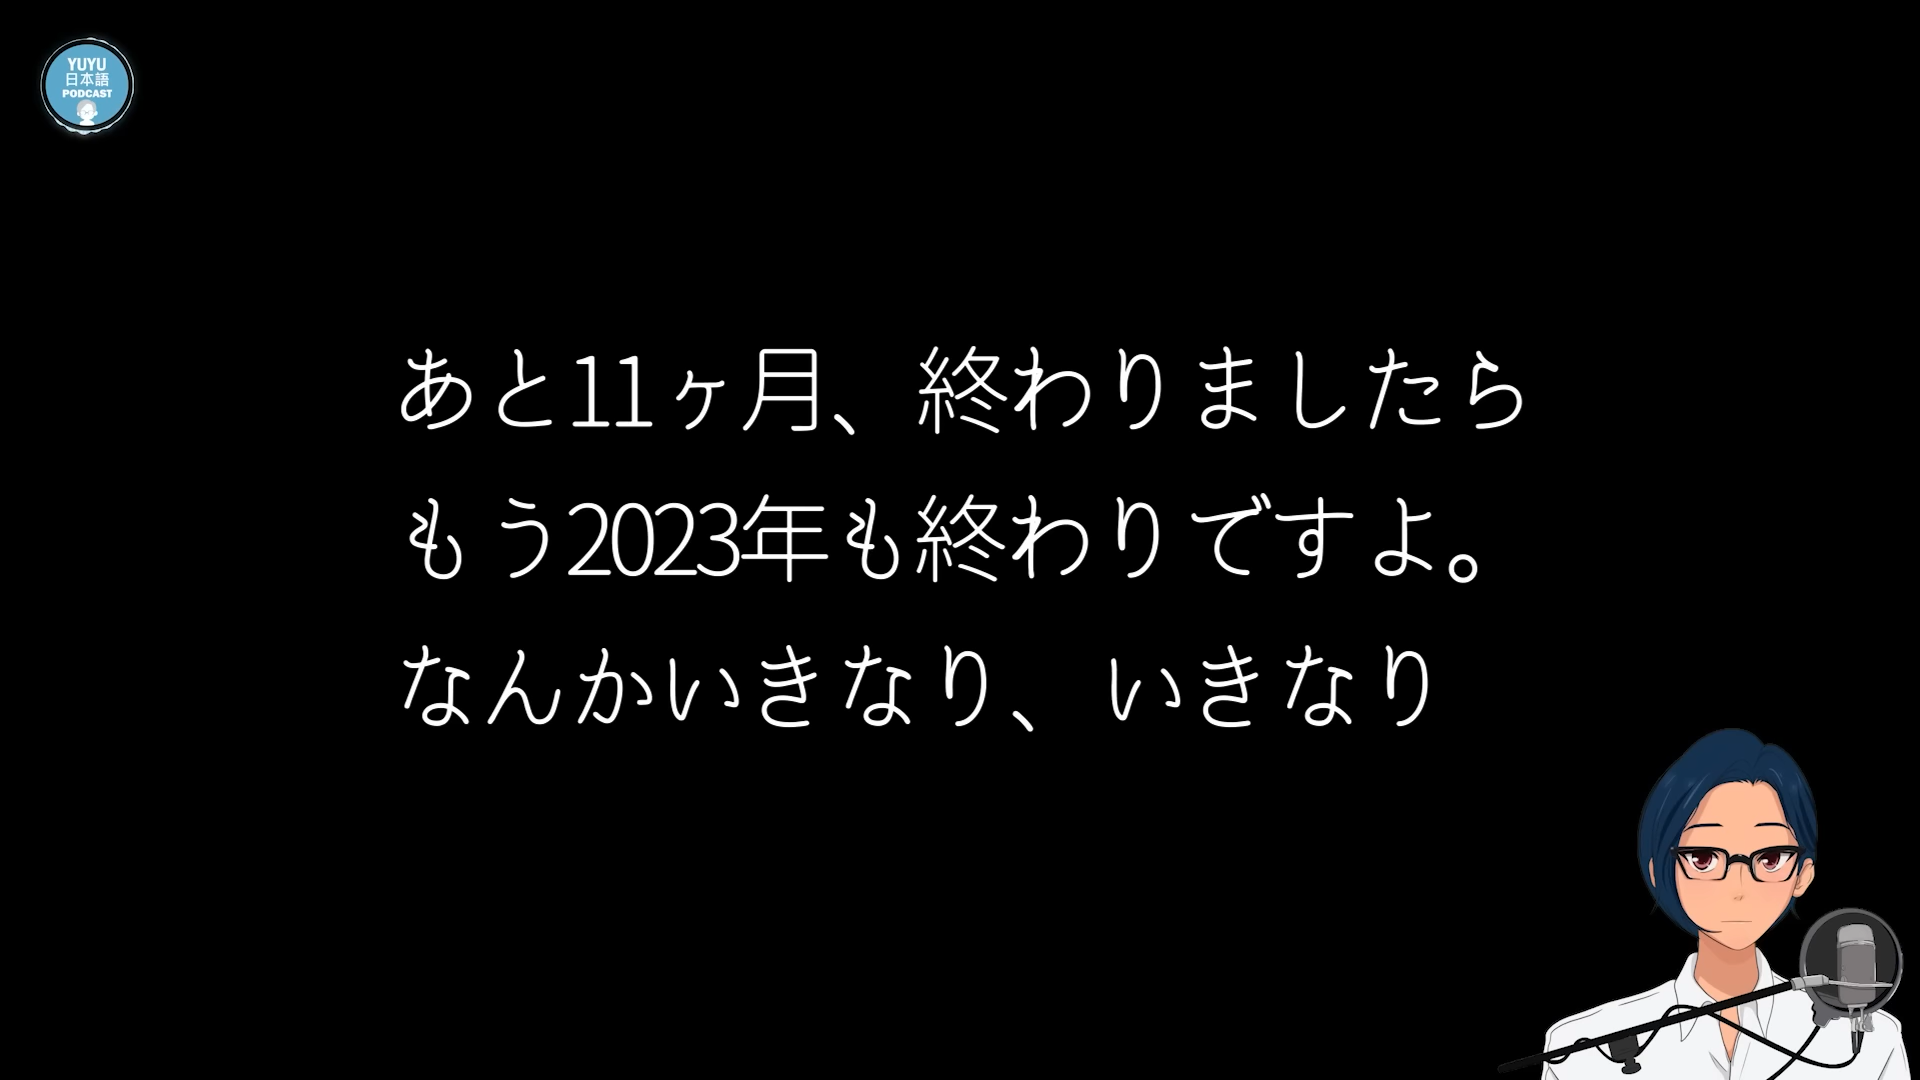 YUYU
日本語
PODCAST
あと11ヶ月、終わりましたら
もう2023年も終わりですよ。
なんかいきなり、いきなり